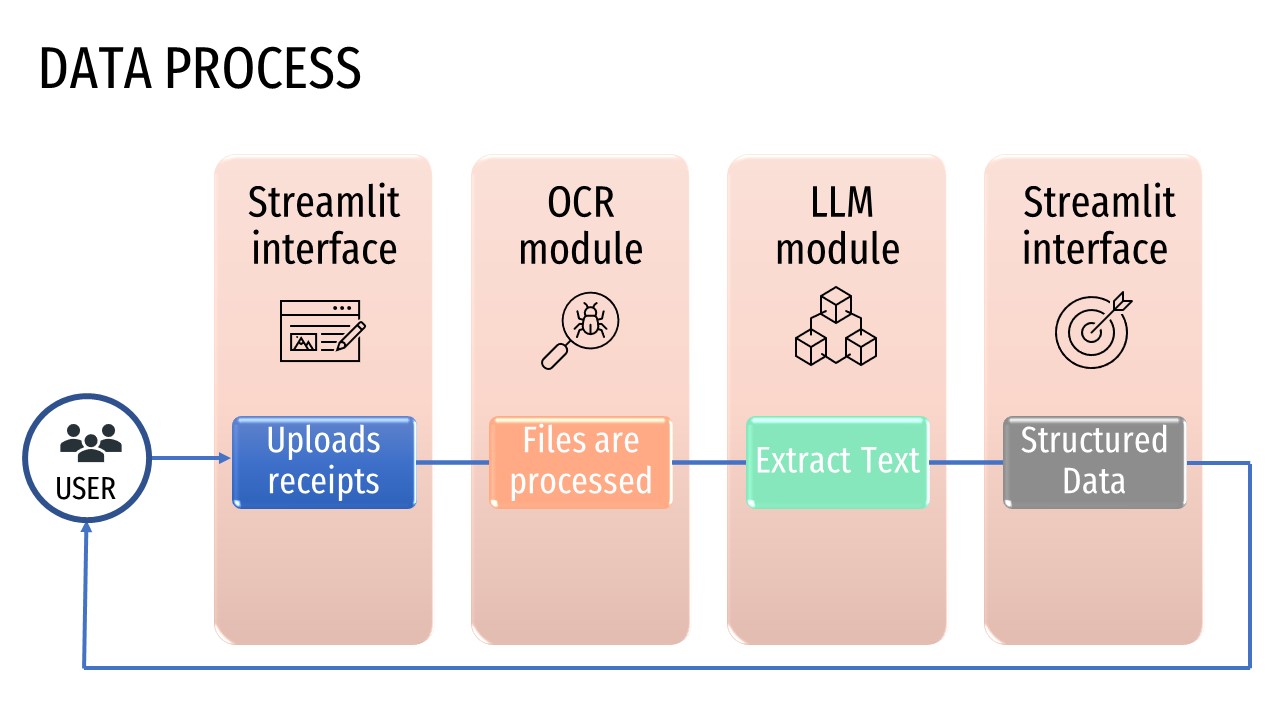 DATA PROCESS
Streamlit
interface
OCR
module
LLM
module
Streamlit
interface
USER
Uploads
receipts
Files are
processed
Extract Text
Structured
Data